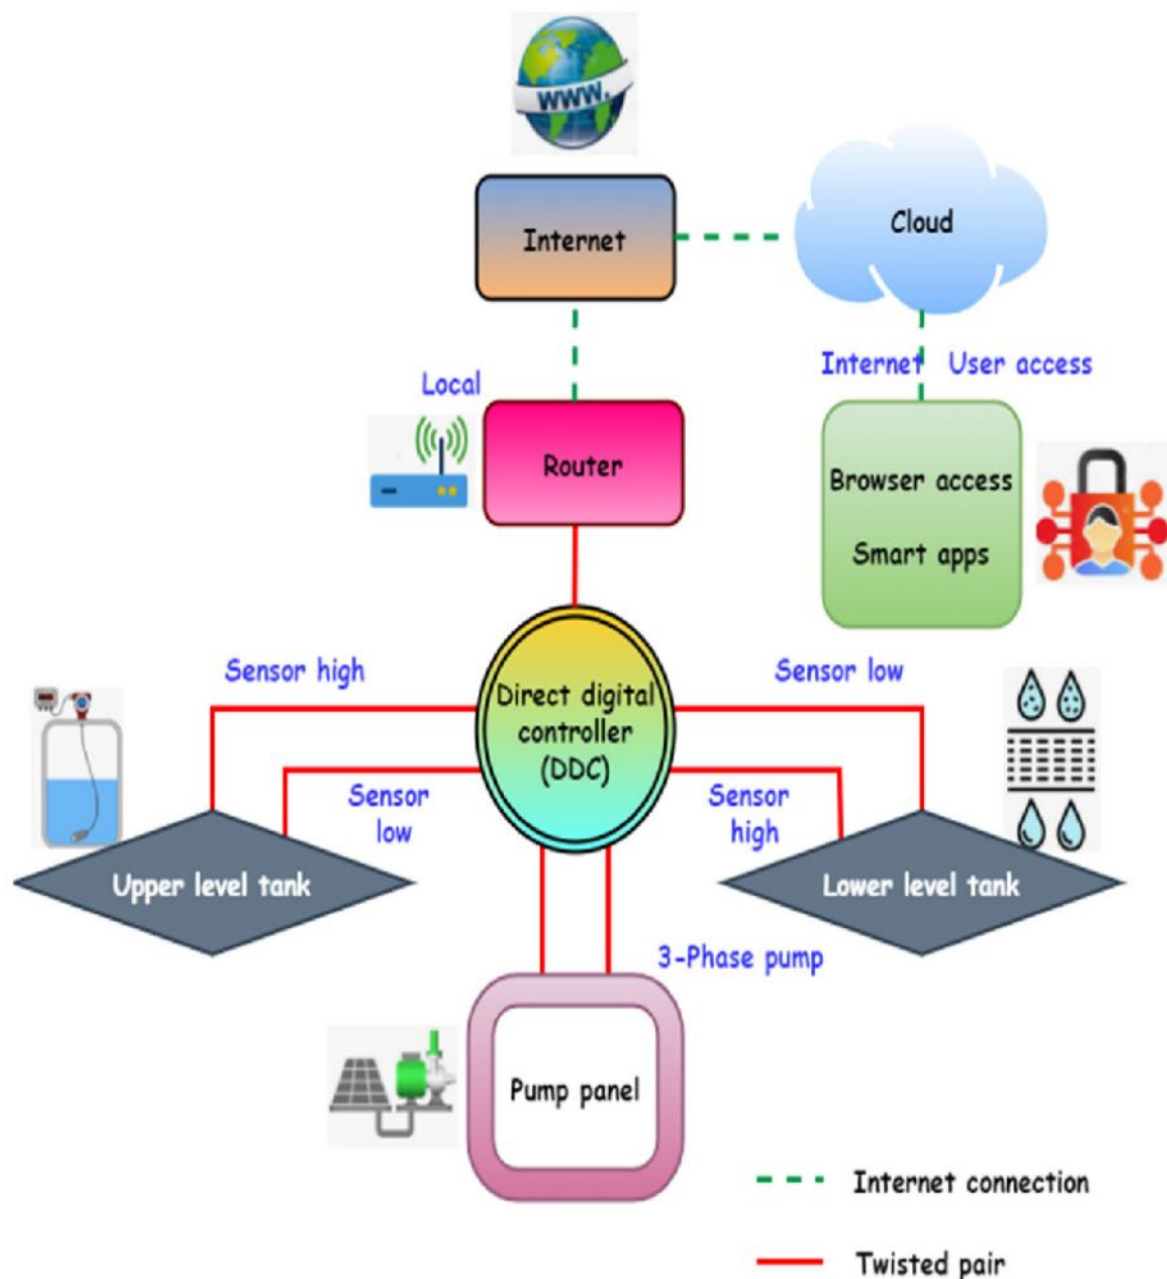 WWW.
Internet
Cloud
Internet User access
Local
Router
Browser access
Smart apps
Sensor high
Sensor low
Direct digital
controller
(DDC)
Sensor
low
Sensor
high
Upper level tank
Lower level tank
3-Phase pump
Pump panel
Internet connection
Twisted pair